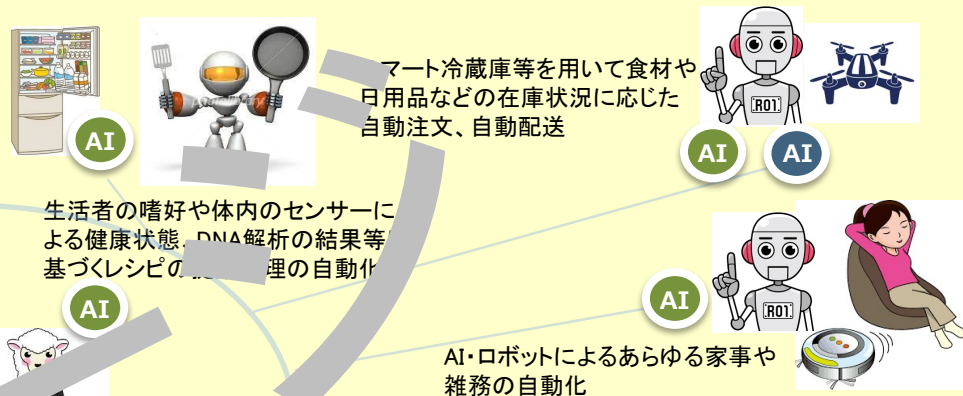 マート冷蔵庫等を用いて食材や
日用品などの在庫状況に応じた
自動注文、自動配送
R01.
AI
AI
AI
生活者の嗜好や体内のセンサーに
よる健康状態、DNA解析の結果等
基づくレシピの 理の自動化
AI
AI
R01.
AI・ロボットによるあらゆる家事や
雑務の自動化